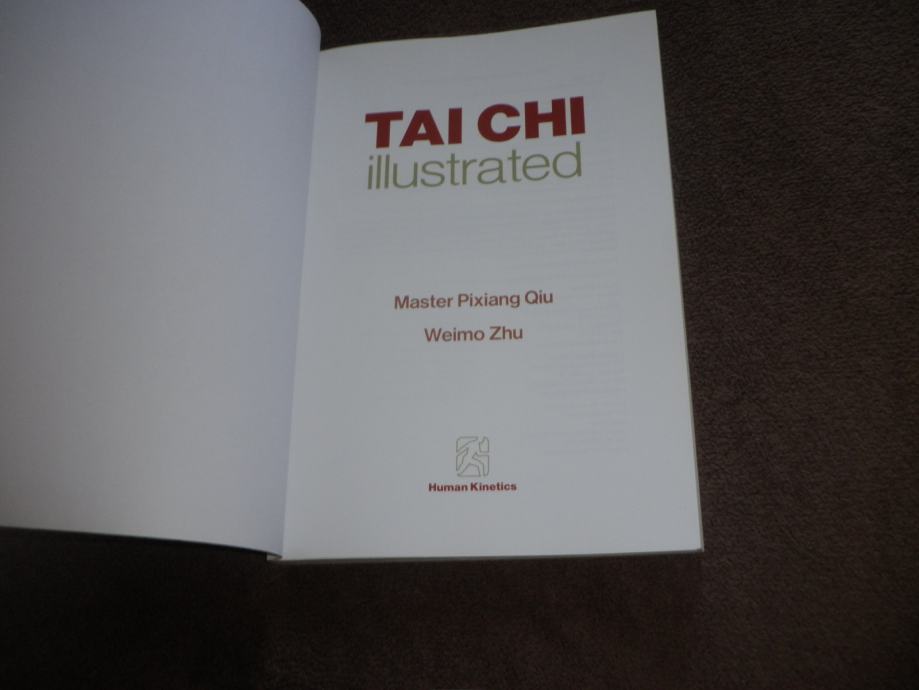 TAI CHI
illustrated
Master Pixiang Qiu
Weimo Zhu
Human Kinetics